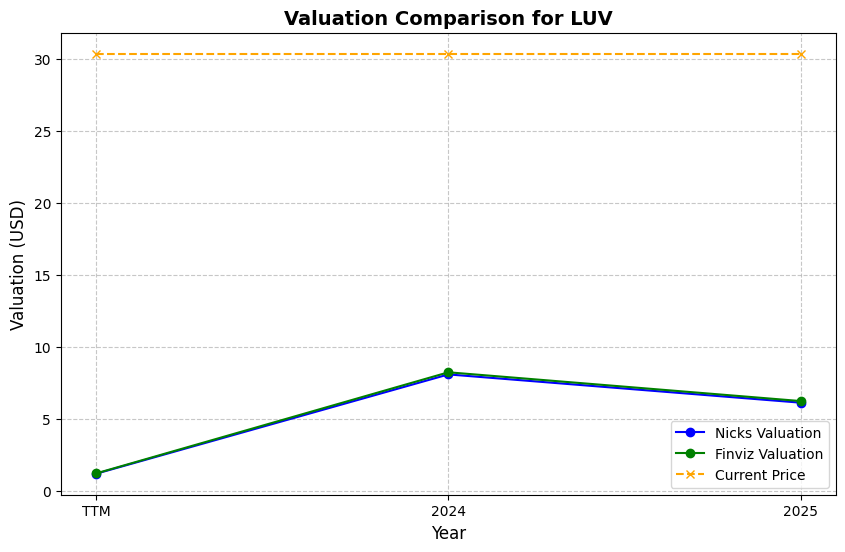 Valuation Comparison for LUV
Valuation (USD)
30
25
20
15
10
5
0
TTM 2024 2025
Year
Nicks Valuation
Finviz Valuation
Current Price